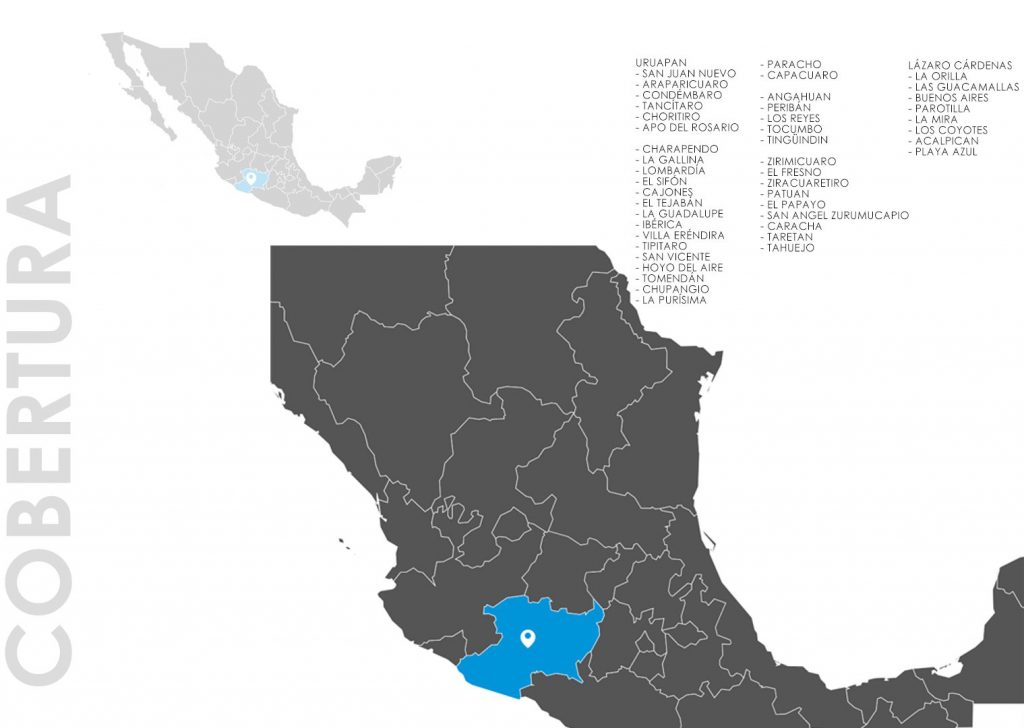 COBERTURA
URUAPAN
- SAN JUAN NUEVO
- ARAPARICUARO
- CONDÉMBARO
- TANCÍTARO
- CHORITIRO
- APO DEL ROSARIO
- CHARAPENDO
- LA GALLINA
- LOMBARDÍA
- EL SIFÓN
- CAJONES
- EL TEJABÁN
- LA GUADALUPE
- IBÉRICA
- VILLA ERÉNDIRA
- TIPITARO
- SAN VICENTE
- HOYO DEL AIRE
- TOMENDÁN
- CHUPANGIO
- LA PURÍSIMA
- PARACHO
- CAPACUARO
- ANGAHUAN
- PERIBÁN
- LOS REYES
- TOCUMBO
- TINGÜINDIN
- ZIRIMICUARO
- EL FRESNO
- ZIRACUARETIRO
- PATUAN
- EL PAPAYO
- SAN ANGEL ZURUMUCAPIO
- CARACHA
- TARETAN
- TAHUEJO
LÁZARO CÁRDENAS
- LA ORILLA
- LAS GUACAMALLAS
- BUENOS AIRES
- PAROTILLA
- LA MIRA
- LOS COYOTES
- ACALPICAN
- PLAYA AZUL